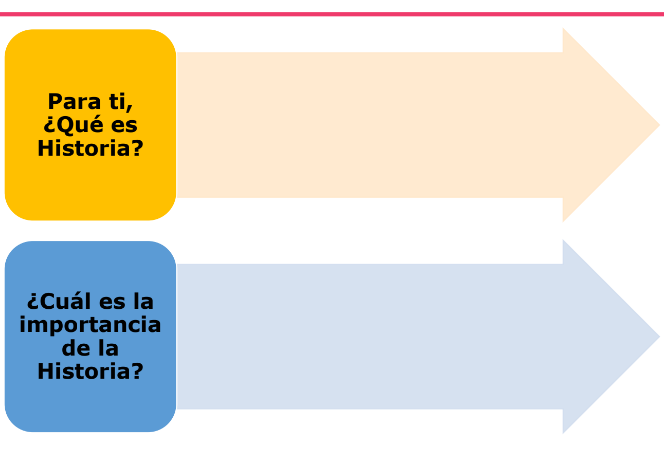 Para ti,
¿Qué es
Historia?
¿Cuál es la
importancia
de la
Historia?